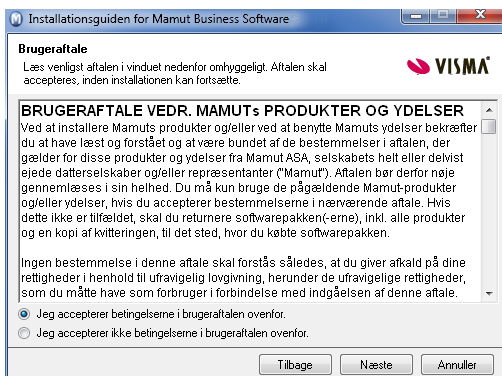 Installationsguiden for Mamut Business Software
Brugeraftale
Læs venligst aftalen i vinduet nedenfor omhyggeligt. Aftalen skal
accepteres, inden installationen kan fortsætte.
VISMA
BRUGERAFTALE VEDR. MAMUTs PRODUKTER OG YDELSER
Ved at installere Mamuts produkter og/eller ved at benytte Mamuts ydelser bekræfter
du at have læst og forstået og at være bundet af de bestemmelser i aftalen, der
gælder for disse produkter og ydelser fra Mamut ASA, selskabets helt eller delvist
ejede datterselskaber og/eller repræsentanter ("Mamut"). Aftalen bør derfor nøje
gennemlæses i sin helhed. Du må kun bruge de pågældende Mamut-produkter
og/eller ydelser, hvis du accepterer bestemmelserne i nærværende aftale. Hvis
dette ikke er tilfældet, skal du returnere softwarepakken(-erne), inkl. alle produkter
og en kopi af kvitteringen, til det sted, hvor du købte softwarepakken.
Ingen bestemmelse i denne aftale skal forstås således, at du giver afkald på dine
rettigheder i henhold til ufravigelig lovgivning, herunder de ufravigelige rettigheder,
som du måtte have som forbruger i forbindelse med indgåelsen af denne aftale.
Jeg accepterer betingelserne i brugeraftalen ovenfor.
Jeg accepterer ikke betingelserne i brugeraftalen ovenfor.
Tilbage
Næste
Annuller